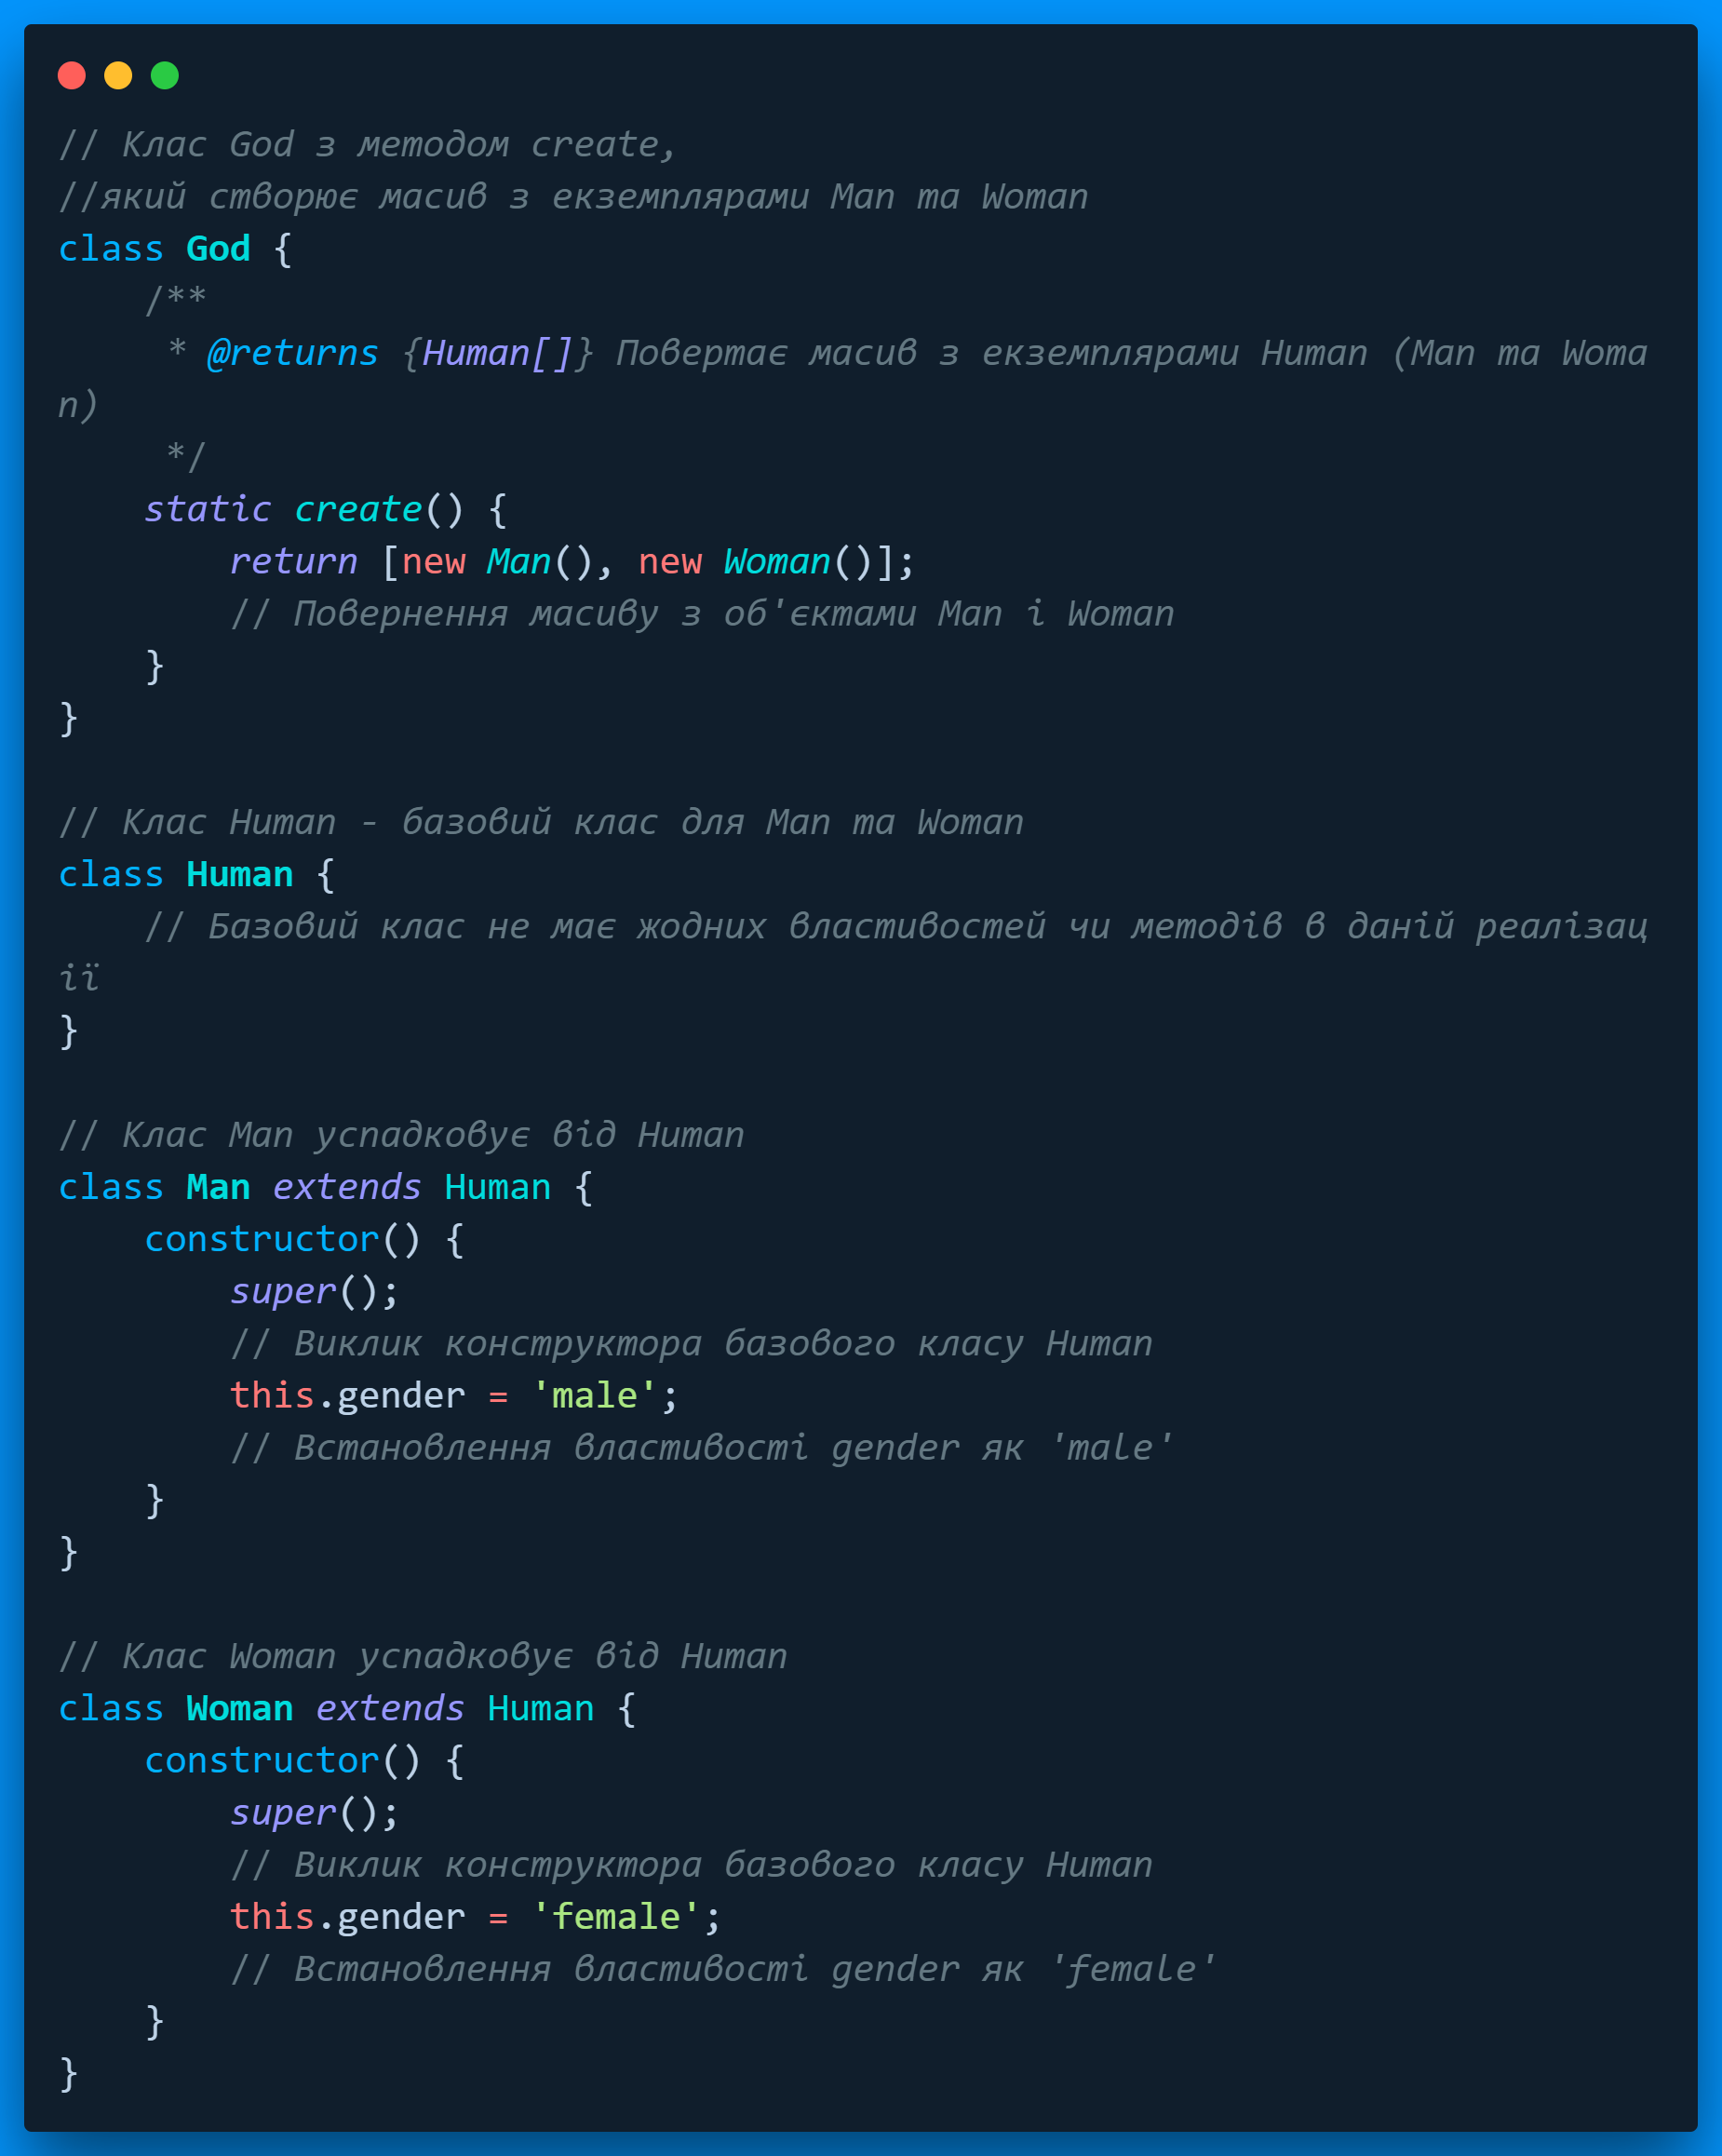 // Клас God з методом create,
//який створює масив з екземплярами Man та Woman
class God {
    /**
     * @returns {Human[]} Повертає масив з екземплярами Human (Man та Woma
n)
     */
    static create() {
        return [new Man(), new Woman()];
        // Повернення масиву з об'єктами Man і Woman
    }
}

// Клас Human - базовий клас для Man та Woman
class Human {
    // Базовий клас не має жодних властивостей чи методів в даній реалізац
ії
}

// Клас Man успадковує від Human
class Man extends Human {
    constructor() {
        super();
        // Виклик конструктора базового класу Human
        this.gender = 'male';
        // Встановлення властивості gender як 'male'
    }
}

// Клас Woman успадковує від Human
class Woman extends Human {
    constructor() {
        super();
        // Виклик конструктора базового класу Human
        this.gender = 'female';
        // Встановлення властивості gender як 'female'
    }
}